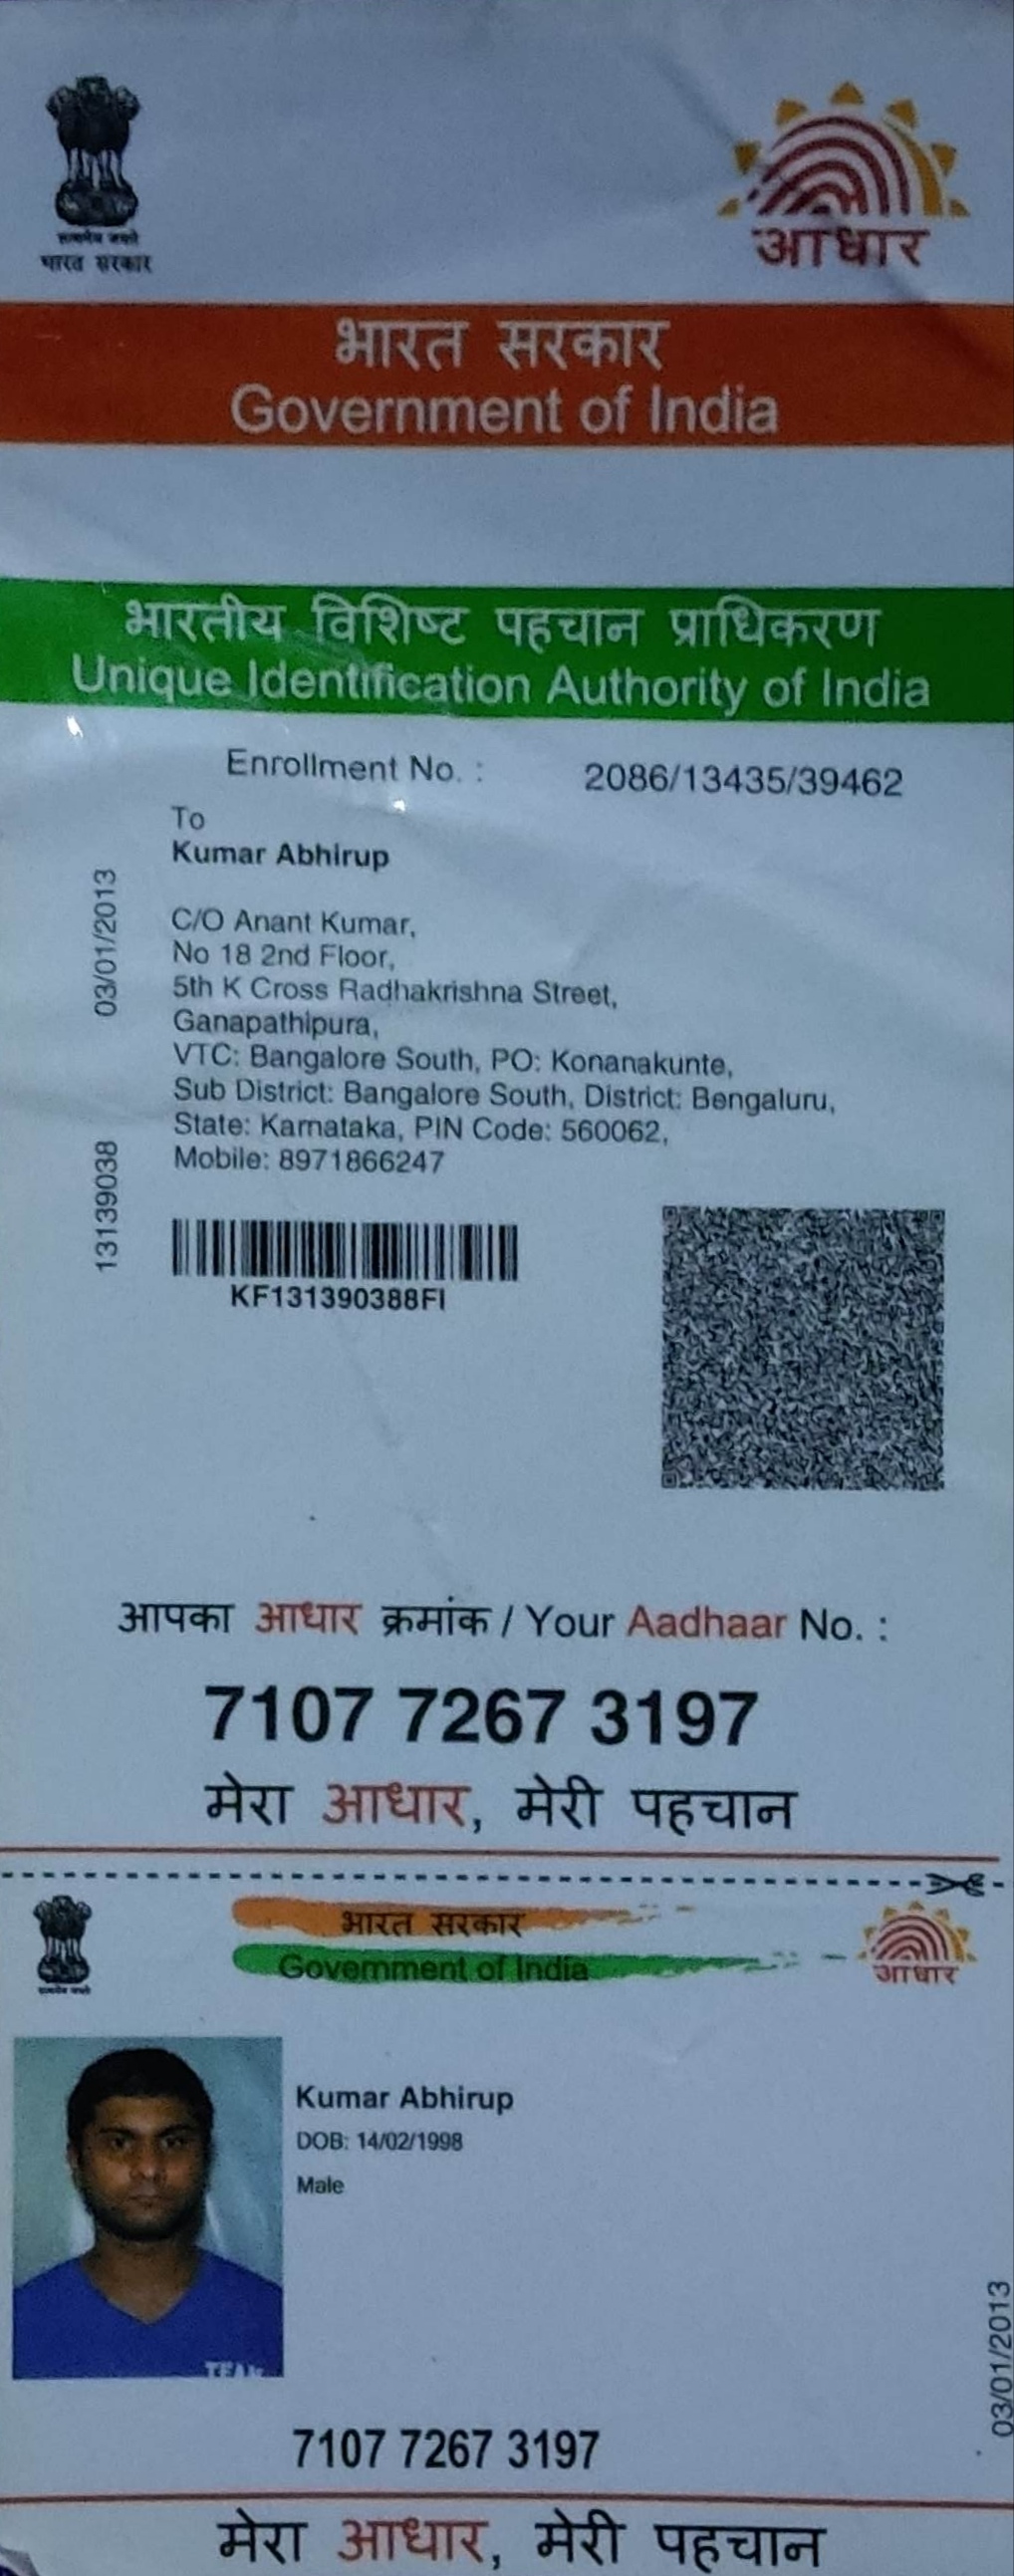 सत्यमेव जयते
भारत सरकार
आधार
भारत सरकार
Government of India
भारतीय विशिष्ट पहचान प्राधिकरण
Unique Identification Authority of India
Enrollment No. : 2086/13435/39462
To
Kumar Abhirup
C/O Anant Kumar,
No 18 2nd Floor,
5th K Cross Radhakrishna Street,
Ganapathipura,
VTC: Bangalore South, PO: Konanakunte,
Sub District: Bangalore South, District: Bengaluru,
State: Karnataka, PIN Code: 560062,
Mobile: 8971866247
03/01/2013
13139038
KF131390388FI
आपका आधार क्रमांक / Your Aadhaar No. :
7107 7267 3197
मेरा आधार, मेरी पहचान
सत्यमेव जयते
भारत सरकार
Government of India
आधार
Kumar Abhirup
DOB: 14/02/1998
Male
TEAM
03/01/2013
7107 7267 3197
मेरा आधार, मेरी पहचान